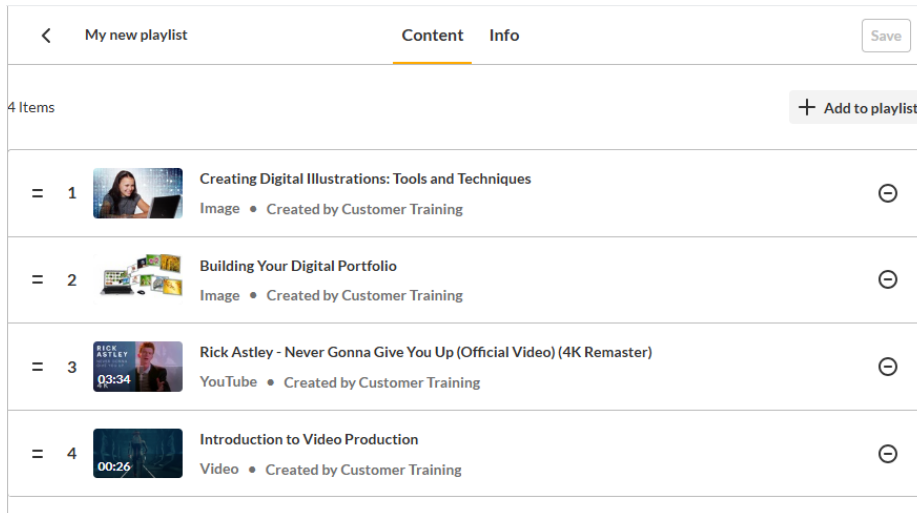 My new playlist
Content
Info
Save
4 Items
Add to playlist
1
Creating Digital Illustrations: Tools and Techniques
Image • Created by Customer Training
2
Building Your Digital Portfolio
Image • Created by Customer Training
3
RICK
ASTLEY
03:34
4K
Rick Astley - Never Gonna Give You Up (Official Video) (4K Remaster)
YouTube • Created by Customer Training
4
00:26
Introduction to Video Production
Video • Created by Customer Training